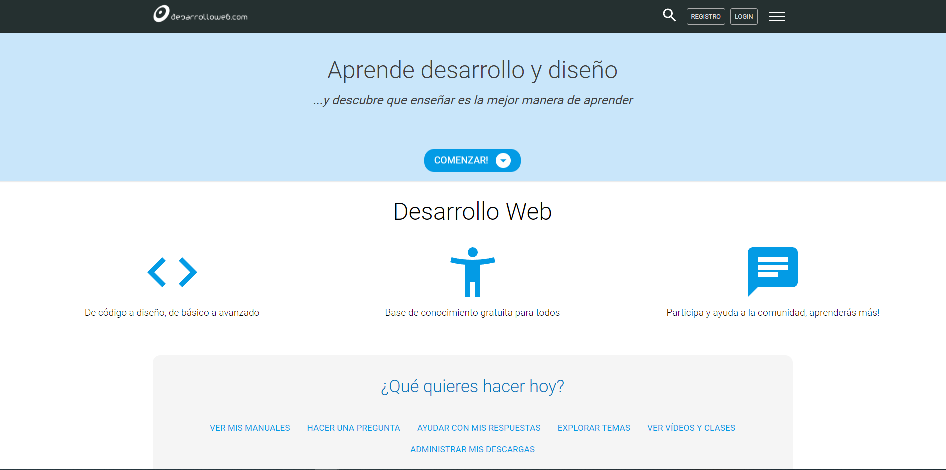 desarrolloweb.com
REGISTRO
LOGIN
Aprende desarrollo y diseño
...y descubre que enseñar es la mejor manera de aprender
COMENZAR!
Desarrollo Web
De código a diseño, de básico a avanzado
Base de conocimiento gratuita para todos
Participa y ayuda a la comunidad, aprenderás más!
¿Qué quieres hacer hoy?
VER MIS MANUALES HACER UNA PREGUNTA AYUDAR CON MIS RESPUESTAS EXPLORAR TEMAS VER VÍDEOS Y CLASES
ADMINISTRAR MIS DESCARGAS